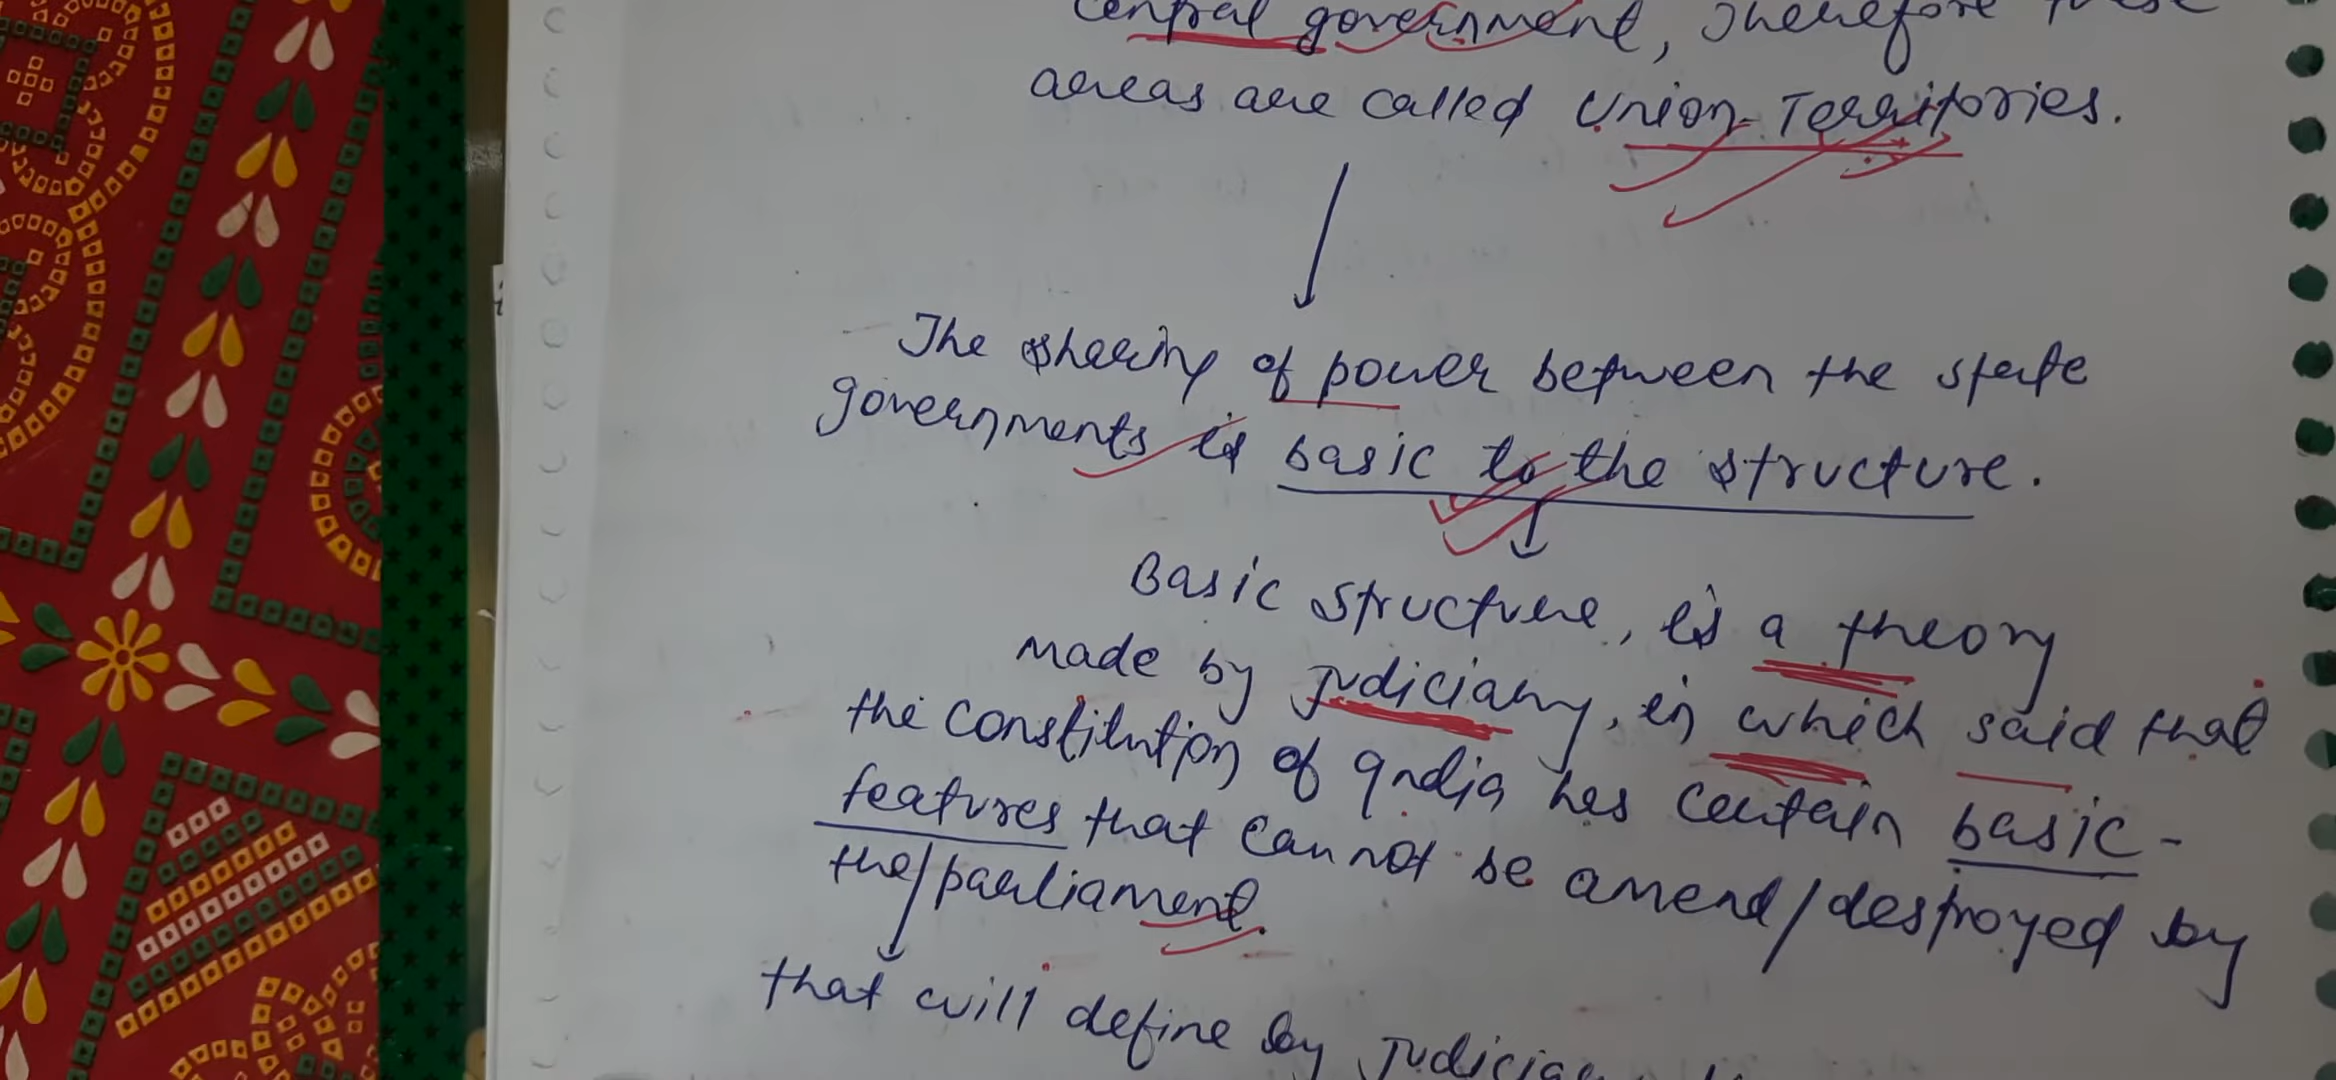 central government, Therefore these
areas are called Union-Territories.
The sharing of power between the state
governments is basic to the structure.
Basic structure, is a theory
made by judiciary, in which said that
the constitution of India has certain basic-
features that cannot be amend/destroyed by
the parliament.
that will define by judiciary